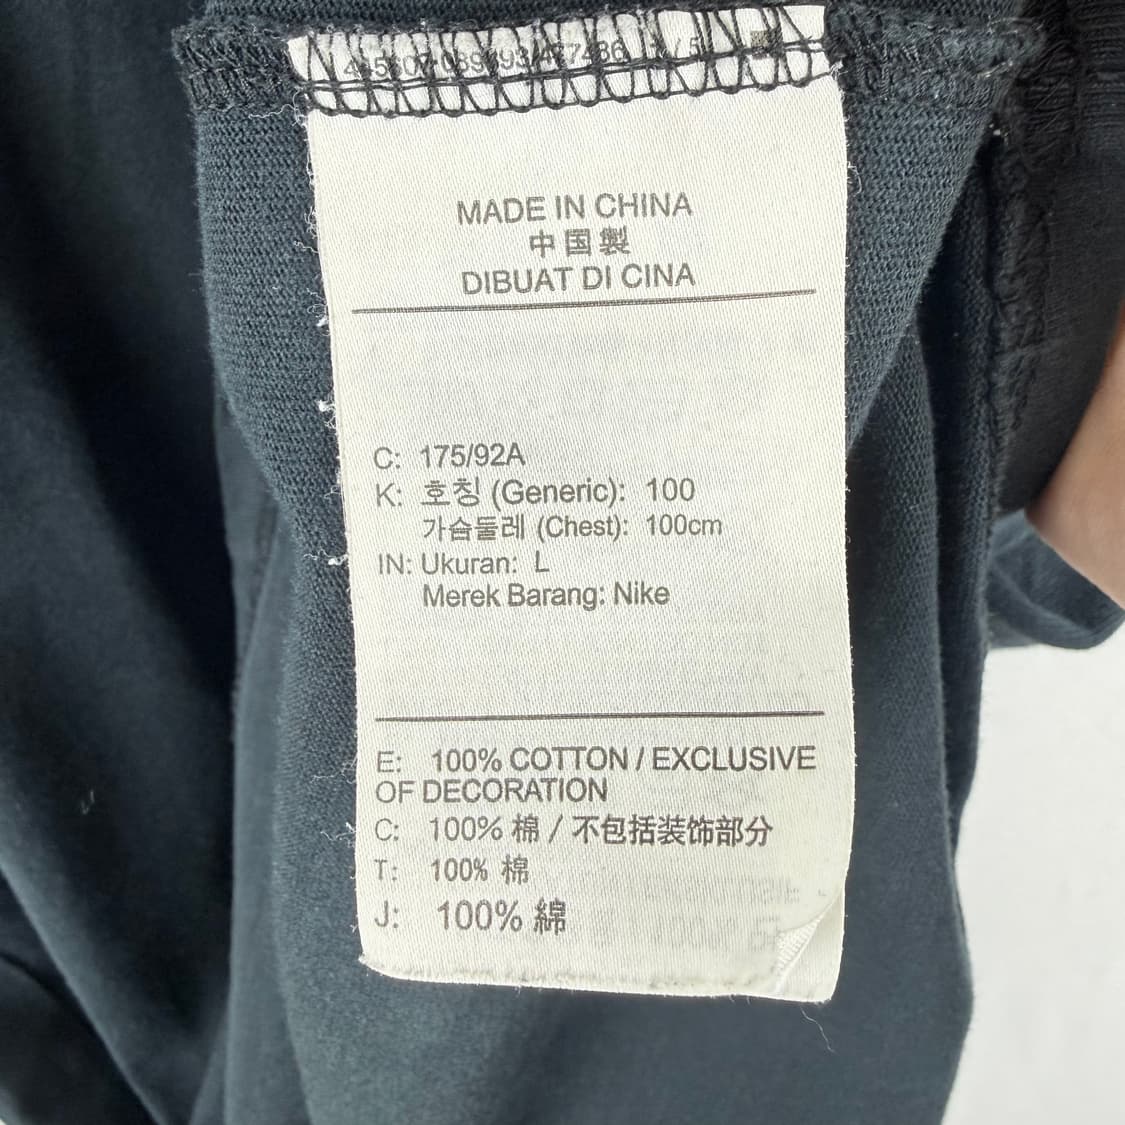 MADE IN CHINA
中国製
DIBUAT DI CINA
C: 175/92A
K: 호칭 (Generic): 100
가슴둘레 (Chest): 100cm
IN: Ukuran: L
Merek Barang: Nike
E: 100% COTTON / EXCLUSIVE
OF DECORATION
C: 100% 棉 / 不包括装饰部分
T: 100% 棉
J: 100% 綿